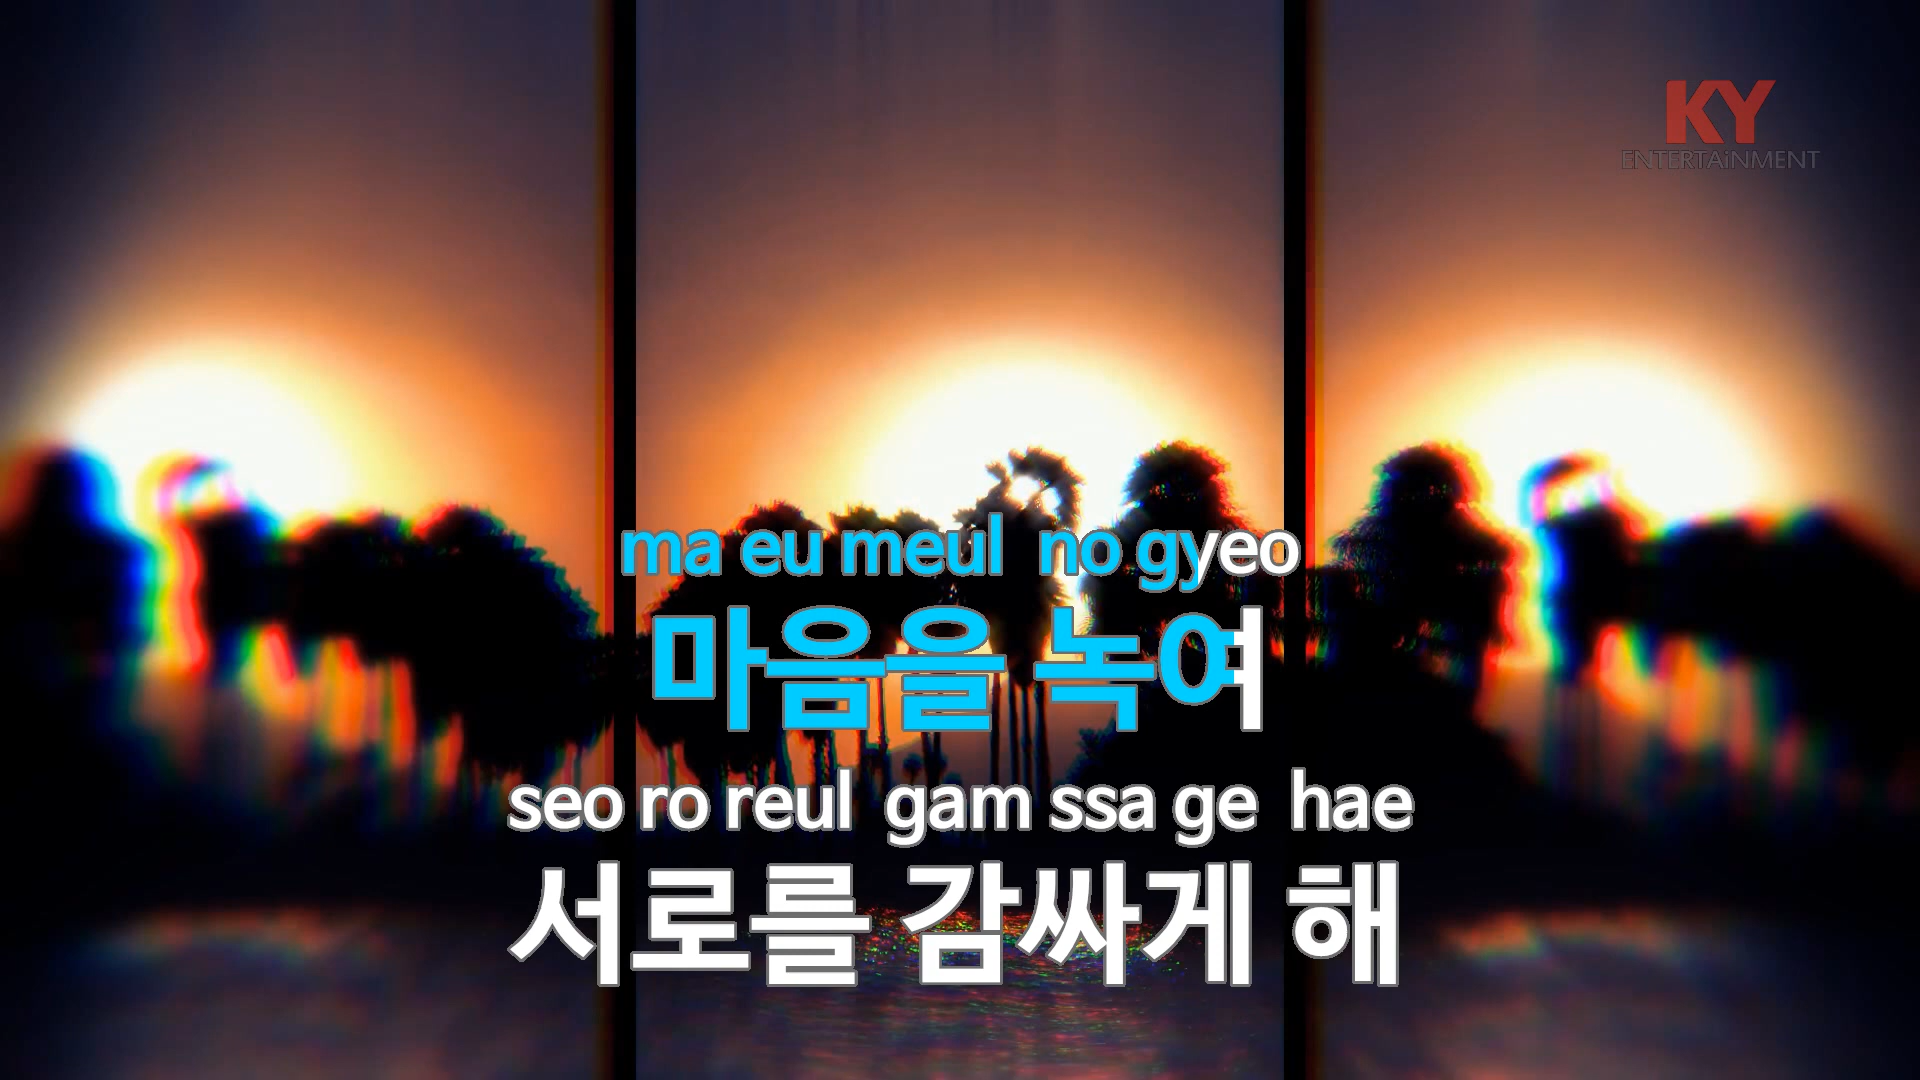 KY
ENTERTAiNMENT
ma eu meul no gyeo
마음을 녹여
seo ro reul gam ssa ge hae
서로를 감싸게 해